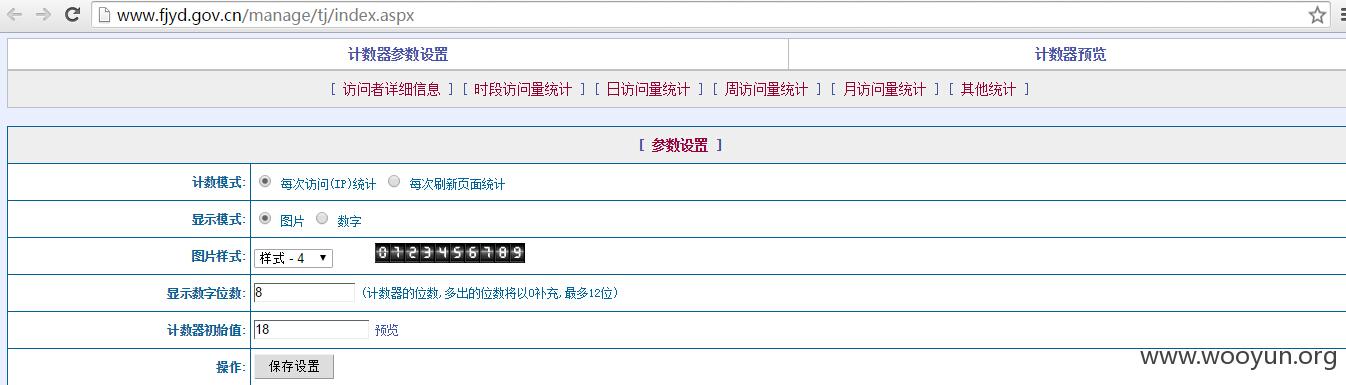 www.fjyd.gov.cn/manage/tj/index.aspx
计数器参数设置 计数器预览
[ 访问者详细信息 ] [ 时段访问量统计 ] [ 日访问量统计 ] [ 周访问量统计 ] [ 月访问量统计 ] [ 其他统计 ]
[ 参数设置 ]
计数模式: 每次访问(IP)统计 每次刷新页面统计
显示模式: 图片 数字
图片样式: 样式 - 4 0123456789
显示数字位数: 8 (计数器的位数,多出的位数将以0补充,最多12位)
计数器初始值: 18 预览
操作: 保存设置
www.wooyun.org